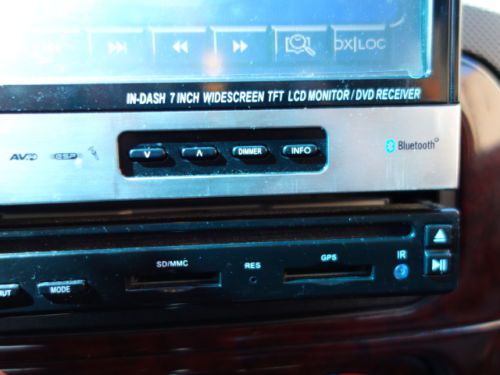 DX/LOC
IN-DASH 7 INCH WIDESCREEN TFT LCD MONITOR / DVD RECEIVER
ESP DIMMER INFO Bluetooth
SD/MMC RES GPS IR
MODE